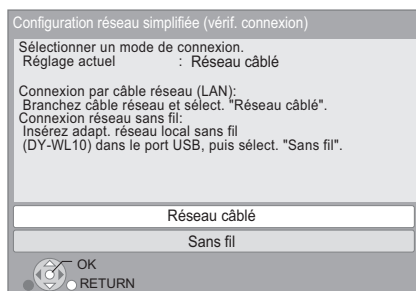 Configuration réseau simplifiée (vérif. connexion)
Sélectionner un mode de connexion.
Réglage actuel : Réseau câblé
Connexion par câble réseau (LAN):
Branchez câble réseau et sélect. "Réseau câblé".
Connexion réseau sans fil:
Insérez adapt. réseau local sans fil
(DY-WL10) dans le port USB, puis sélect. "Sans fil".
Réseau câblé
Sans fil
OK
RETURN